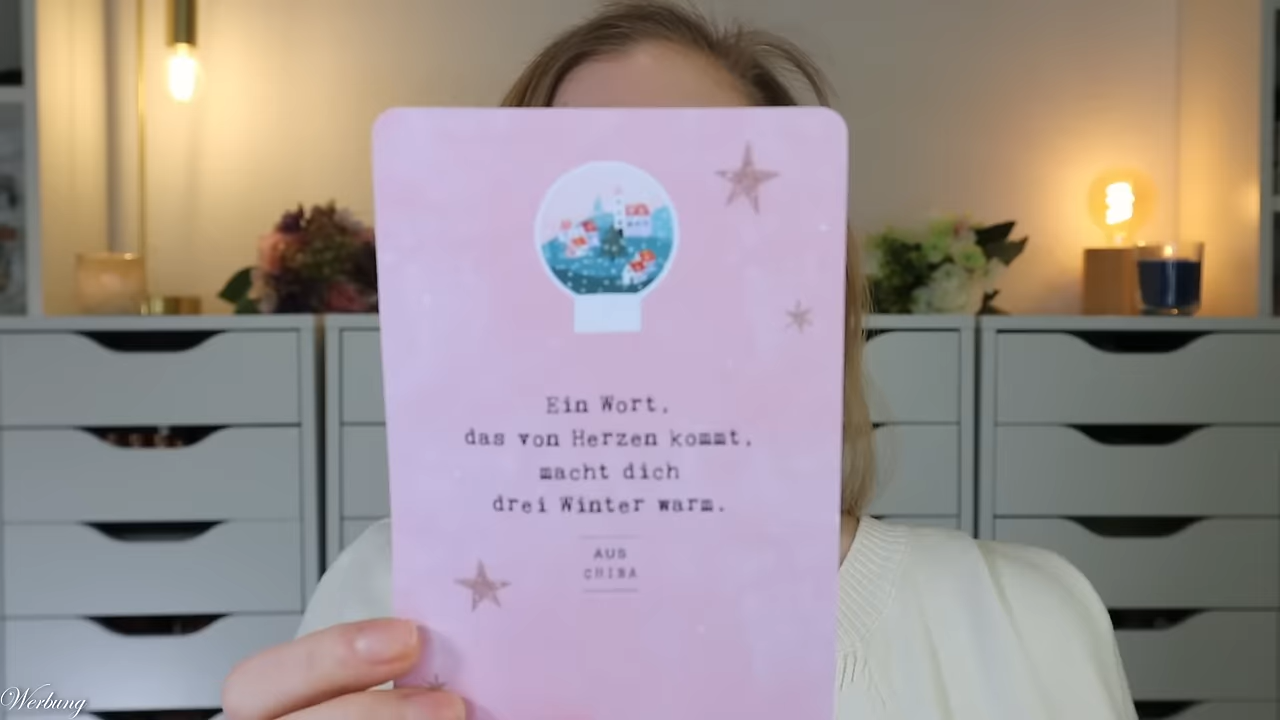 Ein Wort,
das von Herzen kommt,
macht dich
drei Winter warm.
AUS
CHINA
Werbung